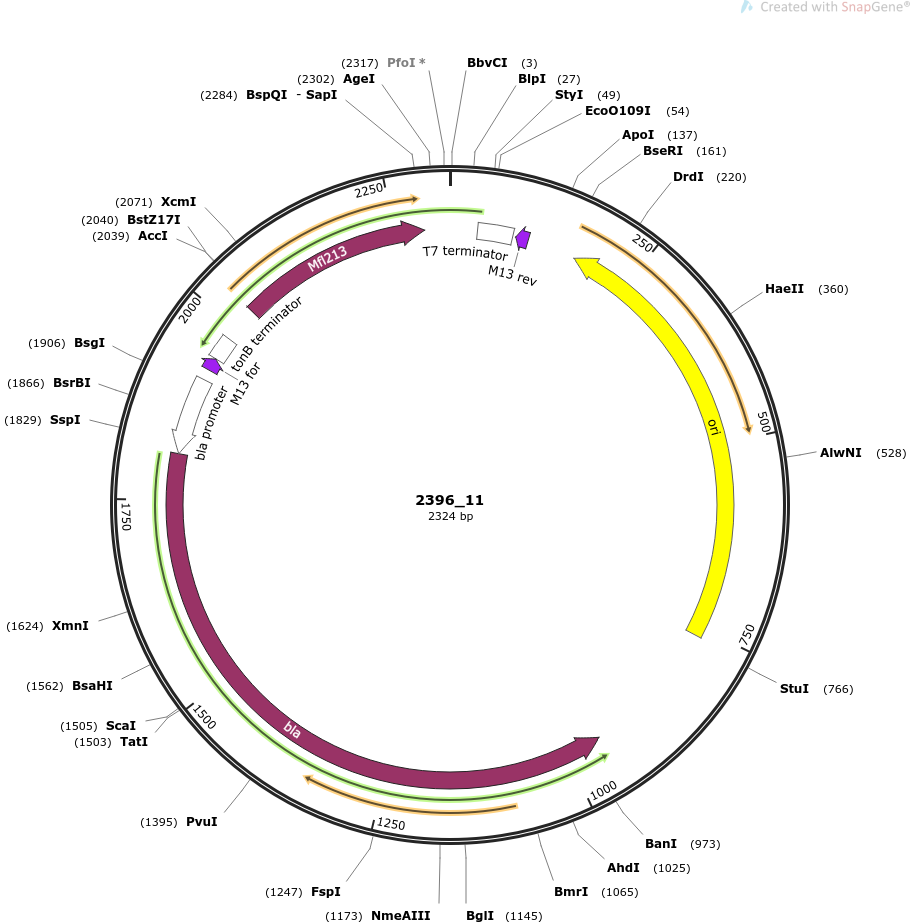 Created with SnapGene®
(2317) PfoI *
(2302) AgeI
(2284) BspQI - SapI
BbvCI (3)
BlpI (27)
StyI (49)
EcoO109I (54)
ApoI (137)
BseRI (161)
DrdI (220)
HaeII (360)
AlwNI (528)
StuI (766)
BanI (973)
AhdI (1025)
BmrI (1065)
BglI (1145)
(1173) NmeAIII
(1247) FspI
(1395) PvuI
(1503) TatI
(1505) ScaI
(1562) BsaHI
(1624) XmnI
(1829) SspI
(1866) BsrBI
(1906) BsgI
(2039) AccI
(2040) BstZ17I
(2071) XcmI
250
500
750
1000
1250
1500
1750
2000
2250
T7 terminator
M13 rev
ori
bla
bla promoter
M13 for
tonB terminator
Mfl213
2396_11
2324 bp